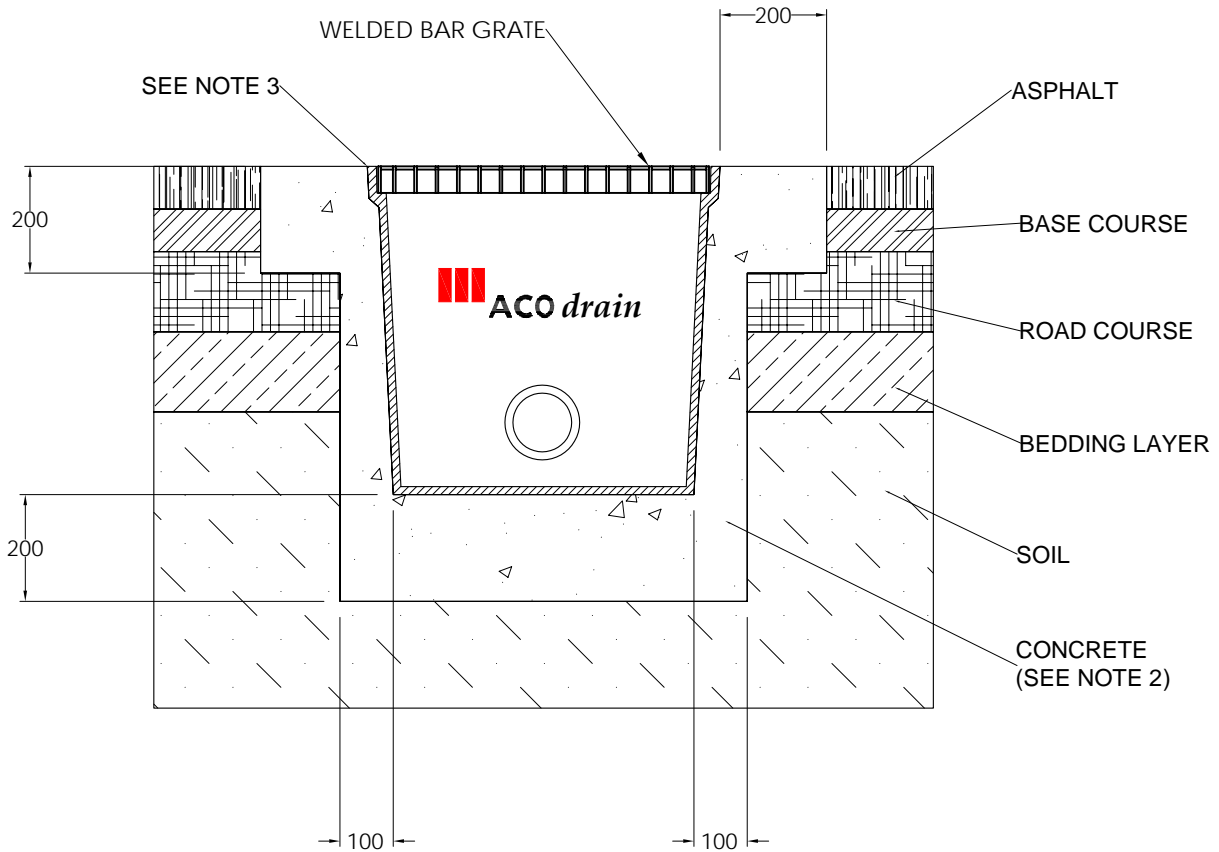 200
WELDED BAR GRATE
SEE NOTE 3
ASPHALT
200
BASE COURSE
ACO drain
ROAD COURSE
BEDDING LAYER
200
SOIL
CONCRETE
(SEE NOTE 2)
100
100